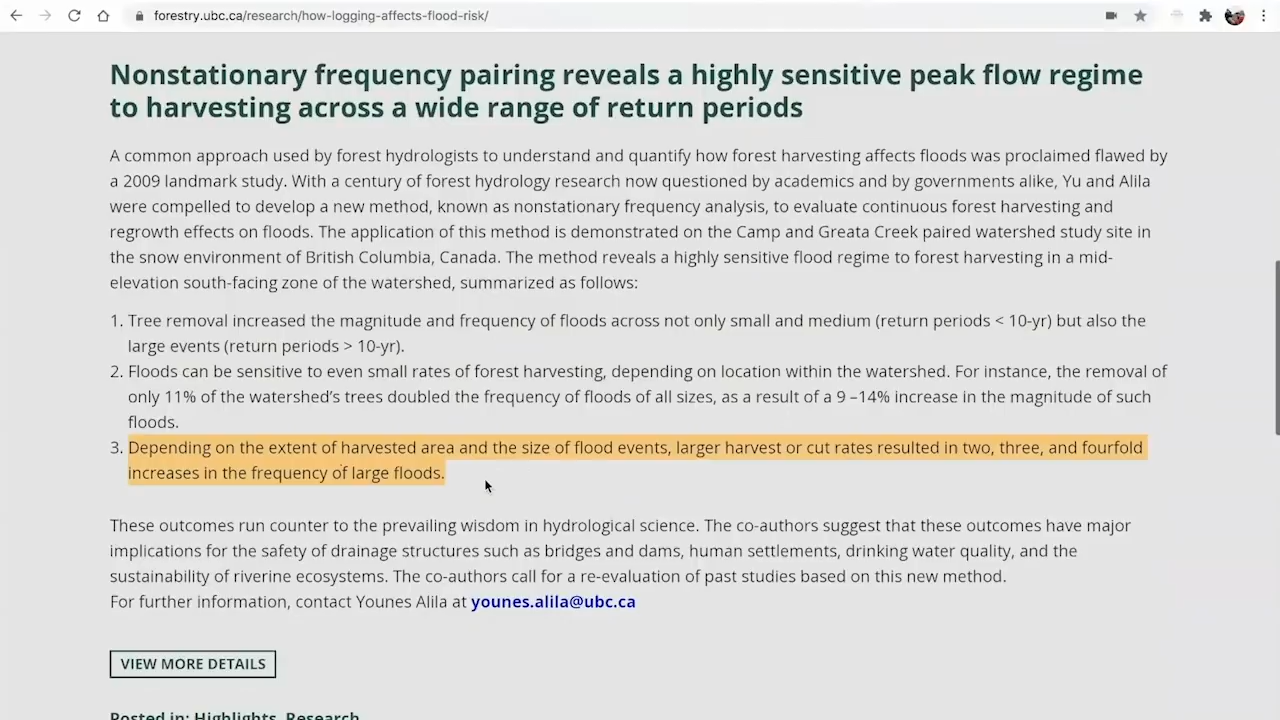 forestry.ubc.ca/research/how-logging-affects-flood-risk/
Nonstationary frequency pairing reveals a highly sensitive peak flow regime
to harvesting across a wide range of return periods
A common approach used by forest hydrologists to understand and quantify how forest harvesting affects floods was proclaimed flawed by
a 2009 landmark study. With a century of forest hydrology research now questioned by academics and by governments alike, Yu and Alila
were compelled to develop a new method, known as nonstationary frequency analysis, to evaluate continuous forest harvesting and
regrowth effects on floods. The application of this method is demonstrated on the Camp and Greata Creek paired watershed study site in
the snow environment of British Columbia, Canada. The method reveals a highly sensitive flood regime to forest harvesting in a mid-
elevation south-facing zone of the watershed, summarized as follows:
1. Tree removal increased the magnitude and frequency of floods across not only small and medium (return periods < 10-yr) but also the
large events (return periods > 10-yr).
2. Floods can be sensitive to even small rates of forest harvesting, depending on location within the watershed. For instance, the removal of
only 11% of the watershed's trees doubled the frequency of floods of all sizes, as a result of a 9 –14% increase in the magnitude of such
floods.
3. Depending on the extent of harvested area and the size of flood events, larger harvest or cut rates resulted in two, three, and fourfold
increases in the frequency of large floods.
These outcomes run counter to the prevailing wisdom in hydrological science. The co-authors suggest that these outcomes have major
implications for the safety of drainage structures such as bridges and dams, human settlements, drinking water quality, and the
sustainability of riverine ecosystems. The co-authors call for a re-evaluation of past studies based on this new method.
For further information, contact Younes Alila at younes.alila@ubc.ca
VIEW MORE DETAILS
Posted in: Highlights, Research